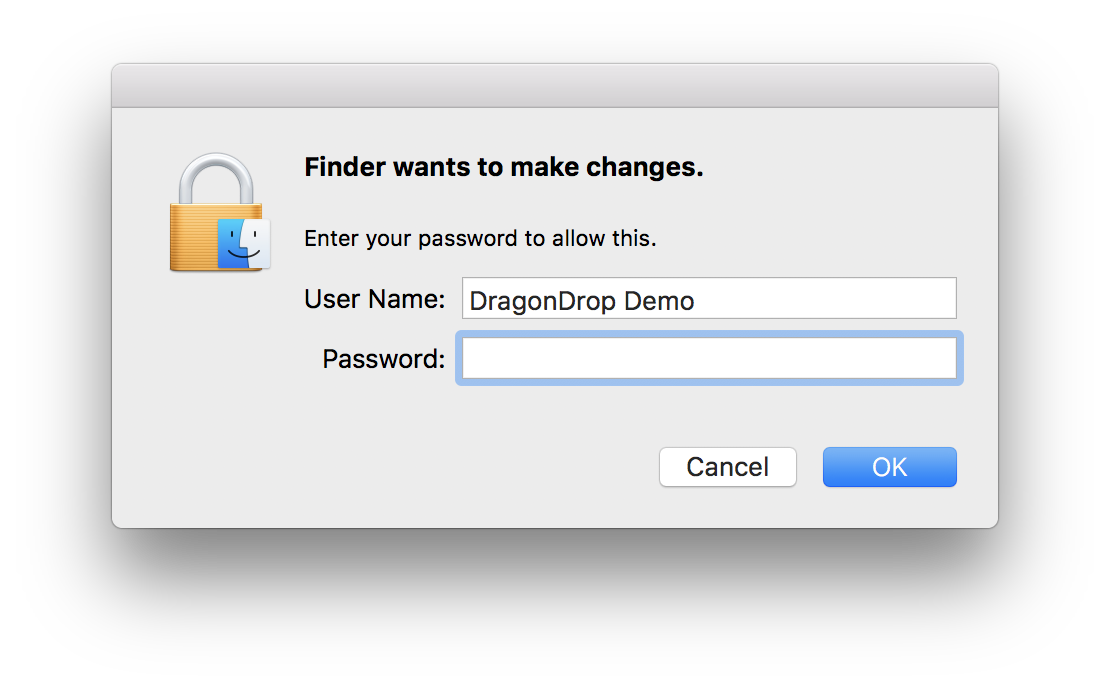 Finder wants to make changes.
Enter your password to allow this.
User Name: DragonDrop Demo
Password:
Cancel OK